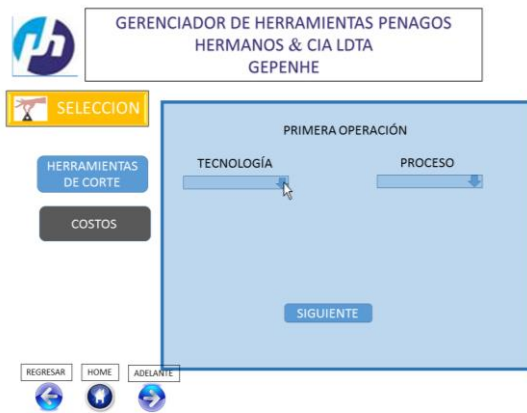 GERENCIADOR DE HERRAMIENTAS PENAGOS
HERMANOS & CIA LDTA
GEPENHE
SELECCION
PRIMERA OPERACIÓN
TECNOLOGÍA
PROCESO
HERRAMIENTAS
DE CORTE
COSTOS
SIGUIENTE
REGRESAR
HOME
ADELANTE